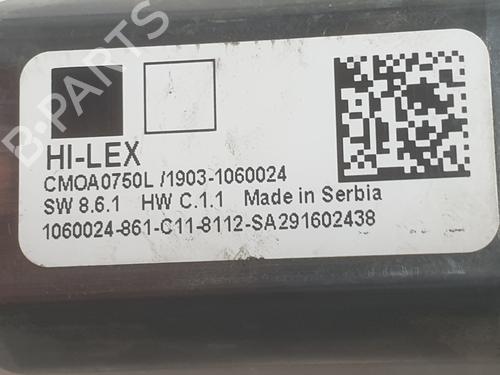 B-PARTS
HI-LEX
CMOA0750L /1903-1060024
SW 8.6.1 HW C.1.1 Made in Serbia
1060024-861-C11-8112-SA291602438